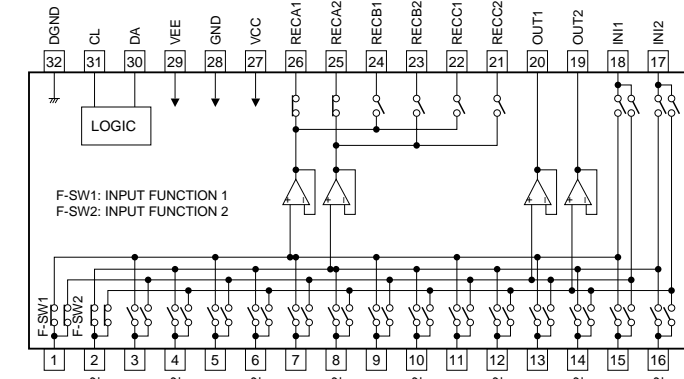 DGND CL DA VEE GND VCC RECA1 RECA2 RECB1 RECB2 RECC1 RECC2 OUT1 OUT2 INI1 INI2
32 31 30 29 28 27 26 25 24 23 22 21 20 19 18 17
LOGIC
F-SW1: INPUT FUNCTION 1
F-SW2: INPUT FUNCTION 2
+ − + − + − + −
F-SW1 F-SW2
1 2 3 4 5 6 7 8 9 10 11 12 13 14 15 16